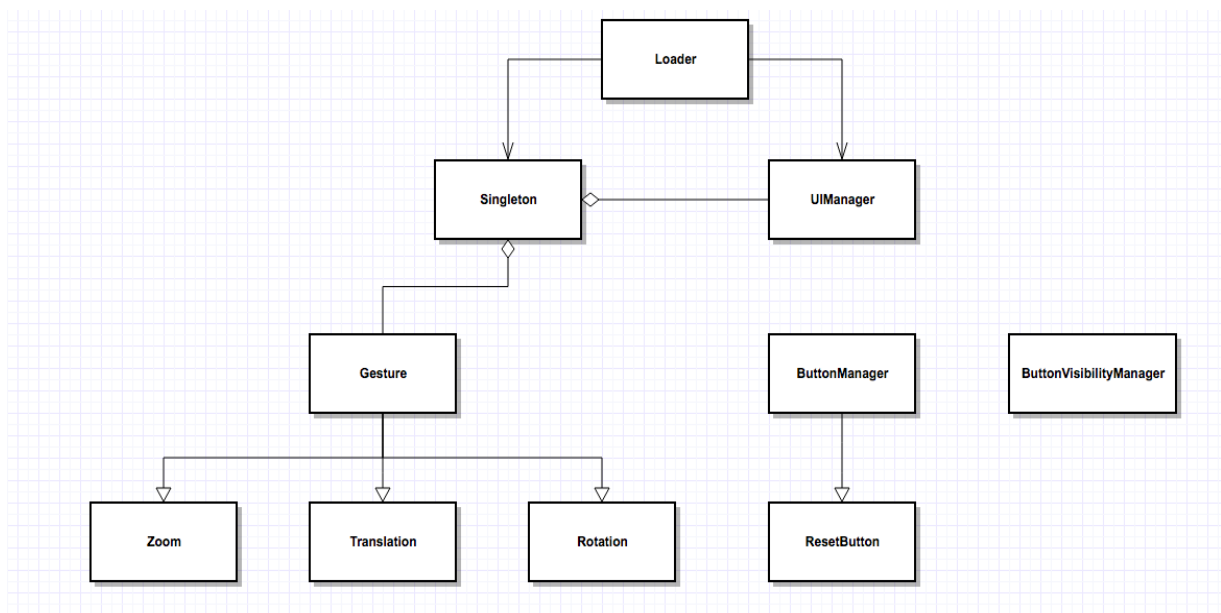 Loader
Singleton
UIManager
Gesture
ButtonManager
ButtonVisibilityManager
Zoom
Translation
Rotation
ResetButton